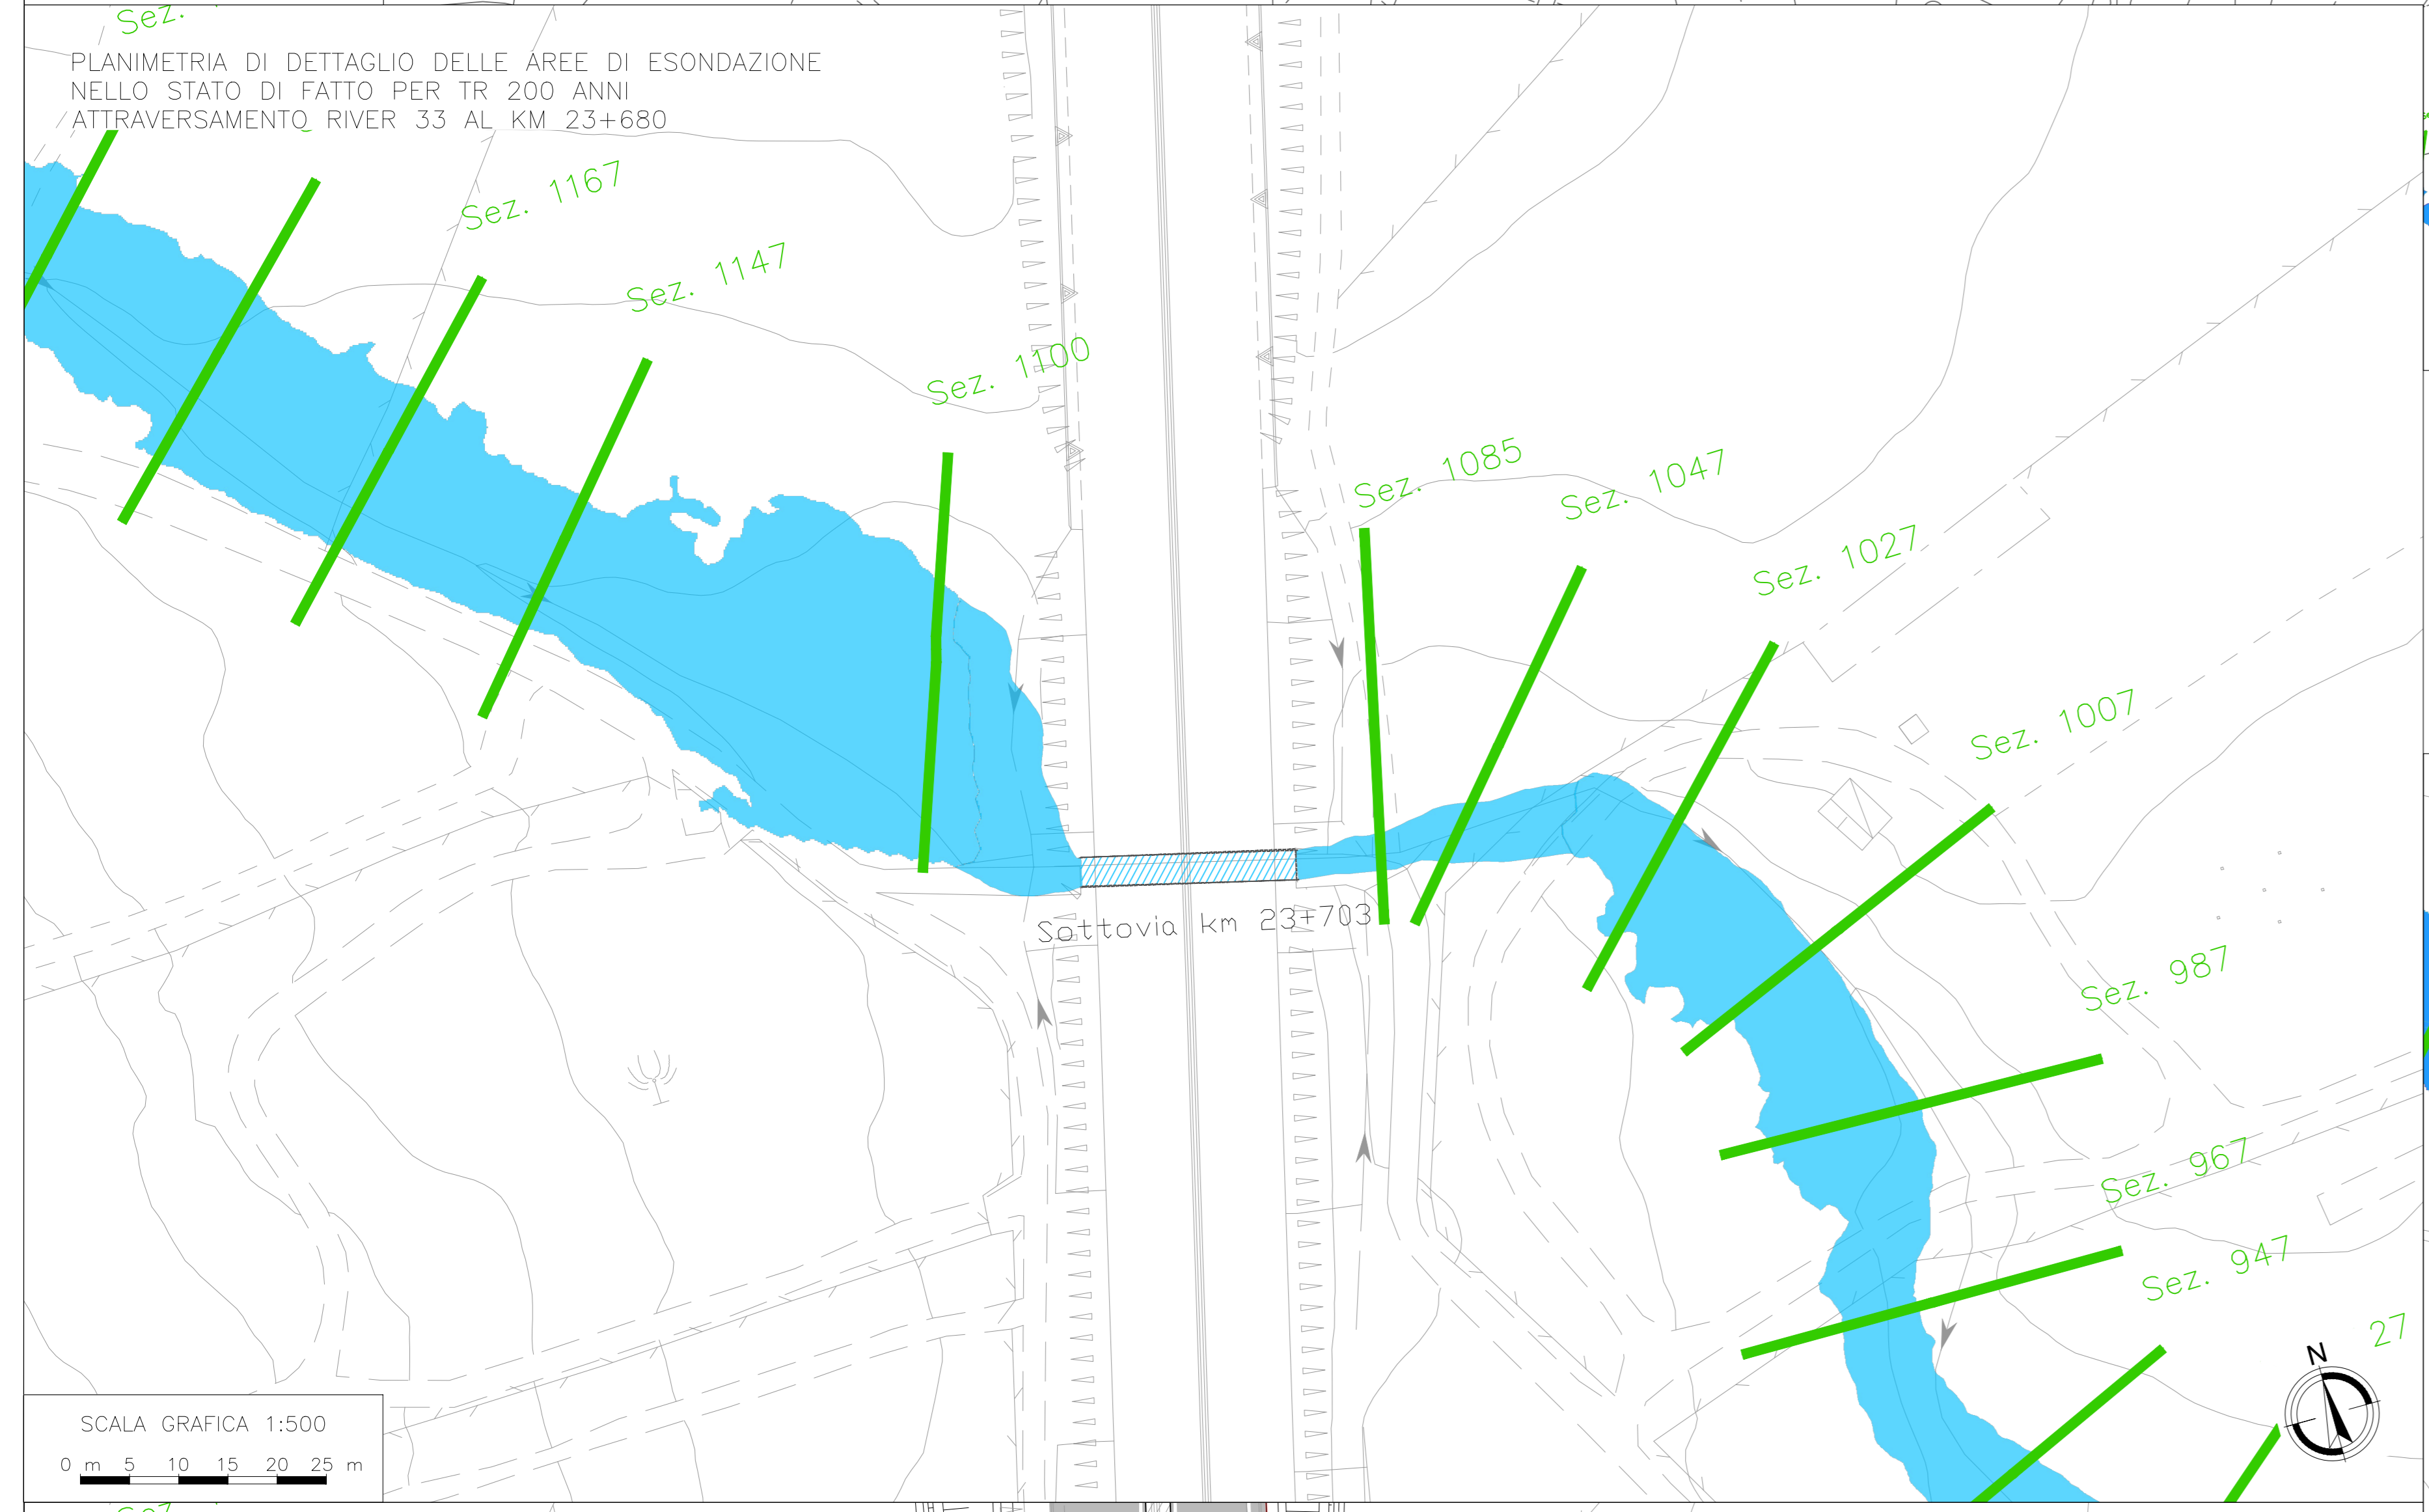 Sez.
PLANIMETRIA DI DETTAGLIO DELLE AREE DI ESONDAZIONE
NELLO STATO DI FATTO PER TR 200 ANNI
ATTRAVERSAMENTO RIVER 33 AL KM 23+680
Sez. 1167
Sez. 1147
Sez. 1100
Sez. 1085
Sez. 1047
Sez. 1027
Sez. 1007
Sottovia km 23+703
Sez. 987
Sez. 967
Sez. 947
27
N
SCALA GRAFICA 1:500
0 m 5 10 15 20 25 m